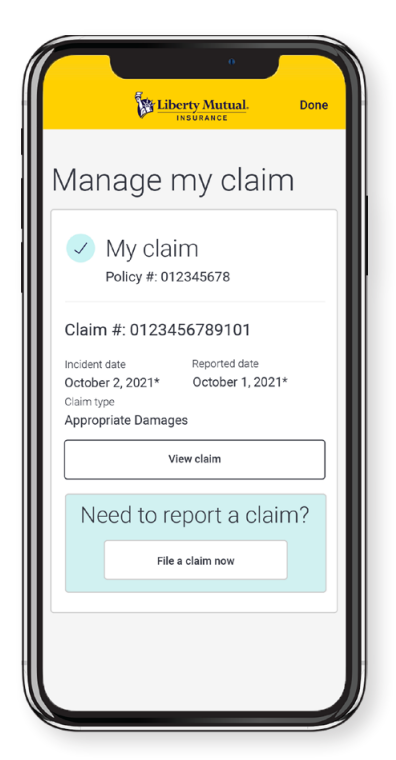 Liberty Mutual.
INSURANCE
Done
Manage my claim
My claim
Policy #: 012345678
Claim #: 0123456789101
Incident date
Reported date
October 2, 2021*
October 1, 2021*
Claim type
Appropriate Damages
View claim
Need to report a claim?
File a claim now